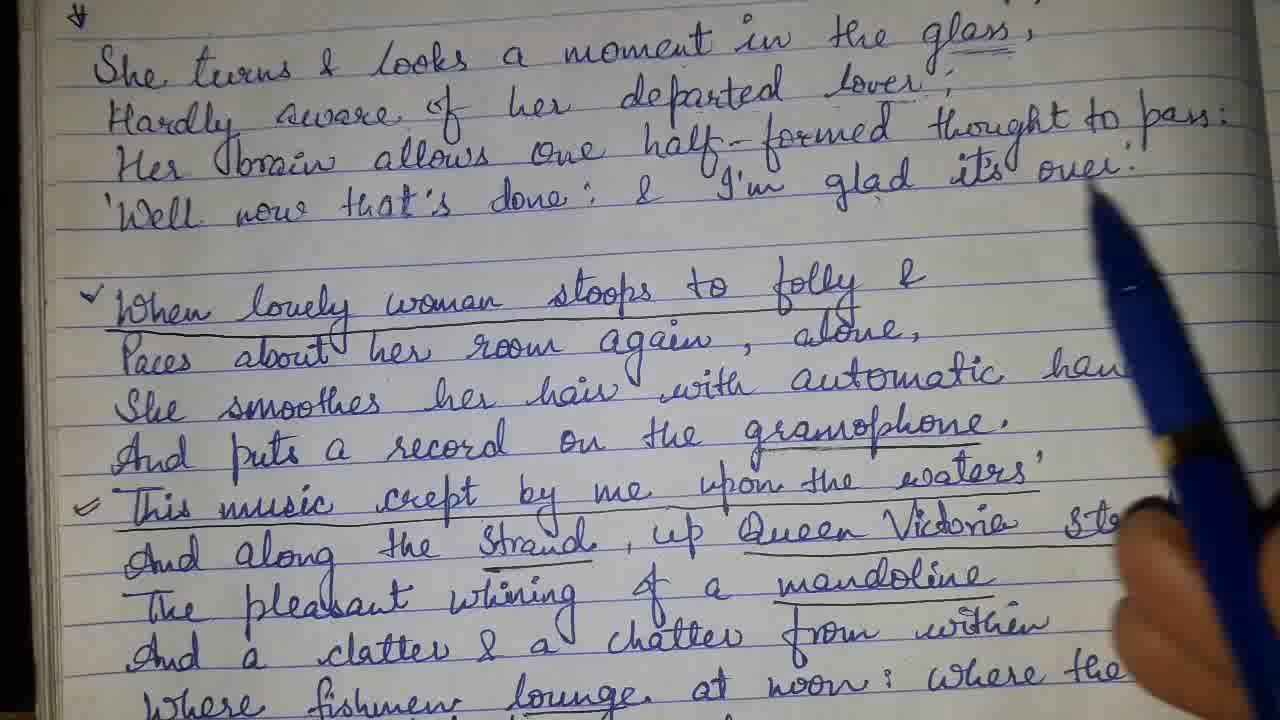 She turns & looks a moment in the glass,
Hardly aware of her departed lover;
Her brain allows one half-formed thought to pass:
'Well now that's done: & I'm glad it's over.'
When lovely woman stoops to folly &
Paces about her room again, alone,
She smoothes her hair with automatic
And puts a record on the gramophone.
This music crept by me upon the waters'
And along the Strand, up Queen Victoria
The pleasant whining of a mandoline
And a clatter & a chatter from within
Where fishmen lounge at noon: where the